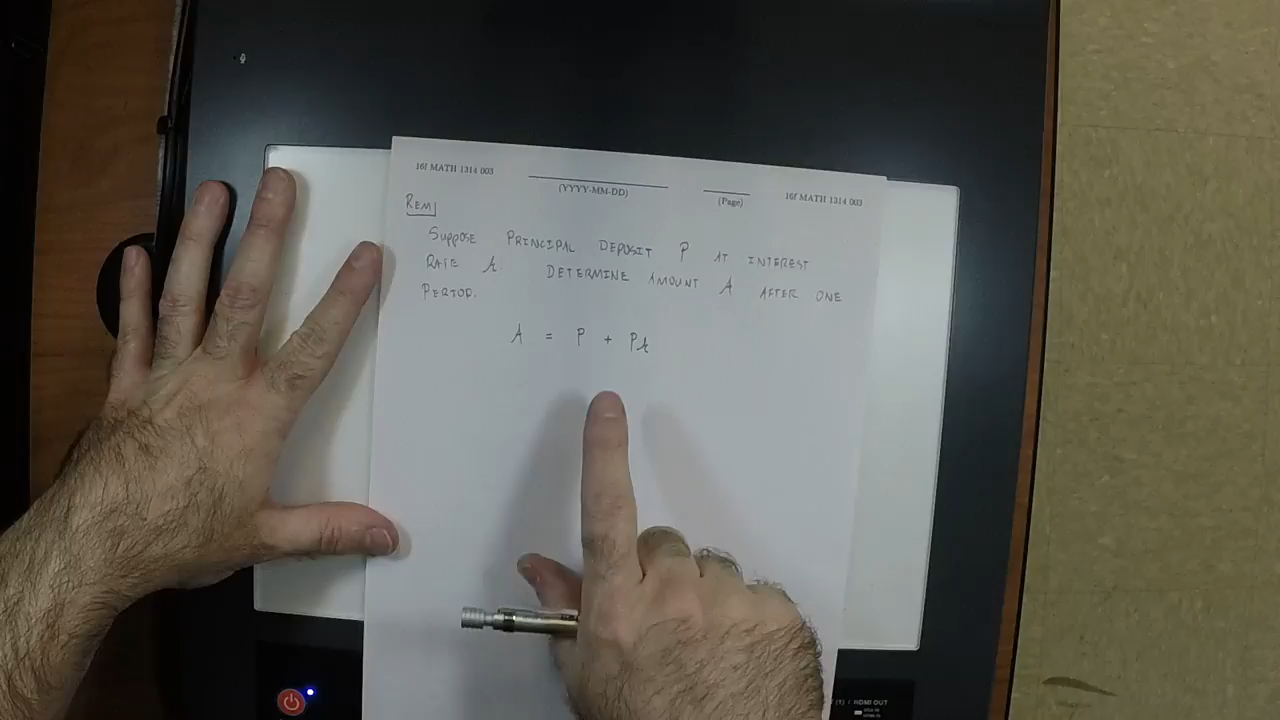 16f MATH 1314 003
(YYYY-MM-DD)
(Page)
16f MATH 1314 003
REM
SUPPOSE PRINCIPAL DEPOSIT P AT INTEREST
RATE r. DETERMINE AMOUNT A AFTER ONE
PERIOD.
A = P + Pr
(1) / HDMI OUT